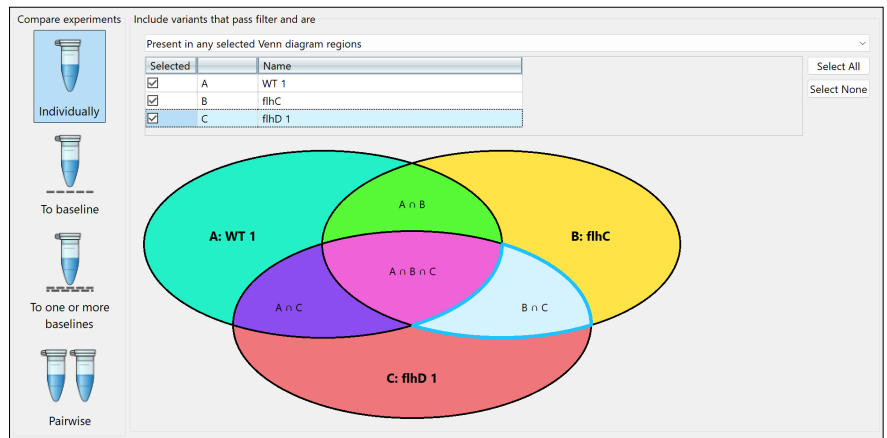 Compare experiments
Individually
To baseline
To one or more
baselines
Pairwise
Include variants that pass filter and are
Present in any selected Venn diagram regions
Selected Name
A WT 1
B flhC
C flhD 1
Select All
Select None
A ∩ B
A: WT 1
B: flhC
A ∩ B ∩ C
A ∩ C
B ∩ C
C: flhD 1